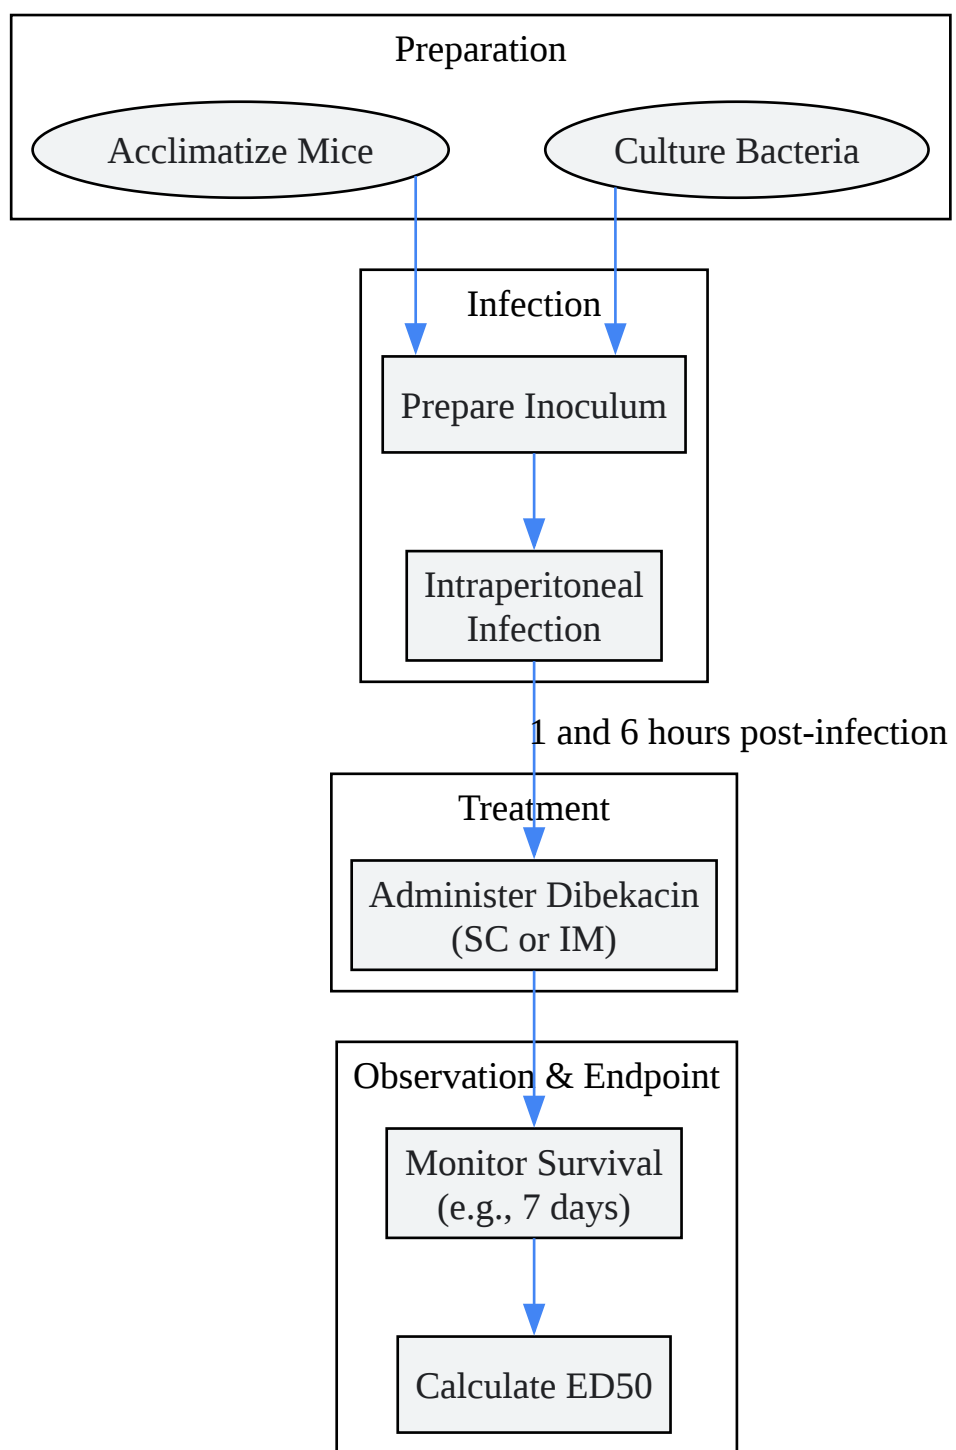 Preparation
Acclimatize Mice
Culture Bacteria
Infection
Prepare Inoculum
Intraperitoneal
Infection
1 and 6 hours post-infection
Treatment
Administer Dibekacin
(SC or IM)
Observation & Endpoint
Monitor Survival
(e.g., 7 days)
Calculate ED50